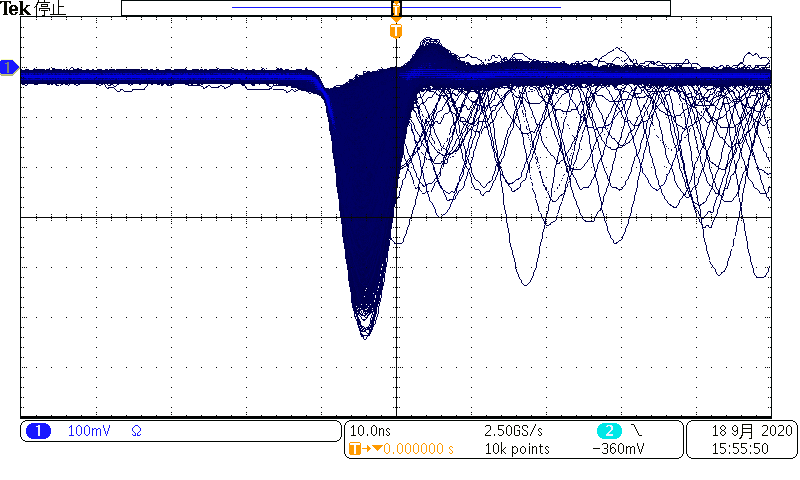 Tek 停止
T
T
1
1 100mV Ω
10.0ns 2.50GS/s 2
T→▼0.000000 s 10k points −360mV
18 9月 2020
15:55:50